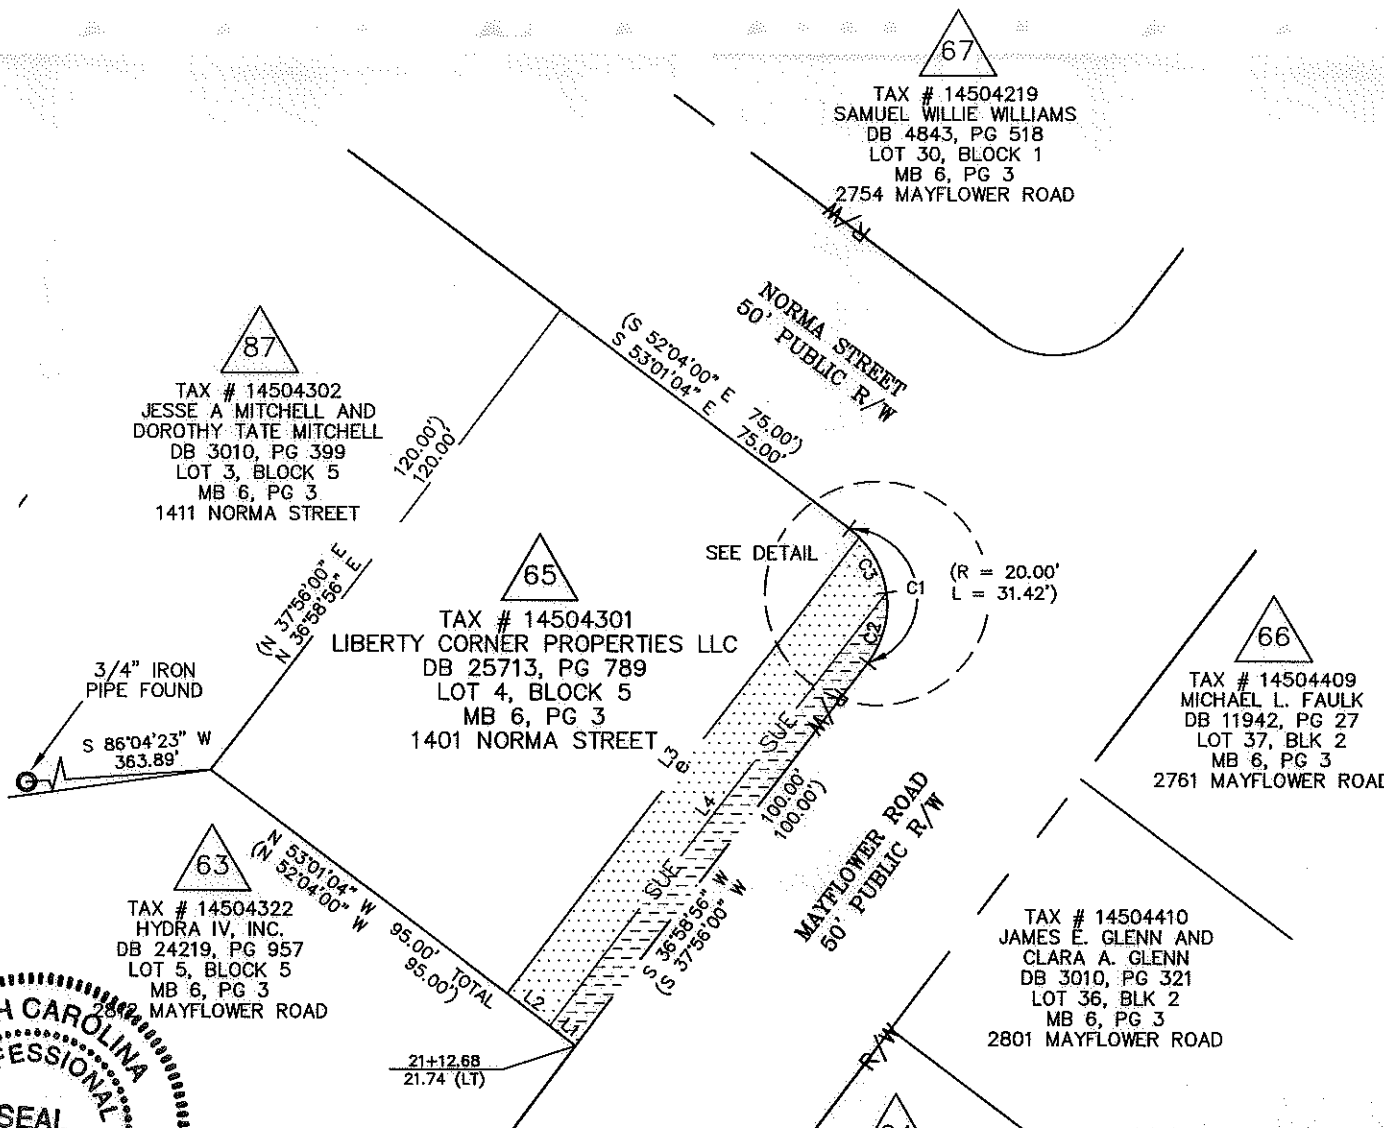 67
TAX # 14504219
SAMUEL WILLIE WILLIAMS
DB 4843, PG 518
LOT 30, BLOCK 1
MB 6, PG 3
2754 MAYFLOWER ROAD
R/W
NORMA STREET
50' PUBLIC R/W
(S 52°04'00" E 75.00')
S 53°01'04" E 75.00'
87
TAX # 14504302
JESSE A MITCHELL AND
DOROTHY TATE MITCHELL
DB 3010, PG 399
LOT 3, BLOCK 5
MB 6, PG 3
1411 NORMA STREET
(N 37°56'00" E 120.00')
N 36°58'56" E 120.00'
SEE DETAIL
C3
C1
C2
(R = 20.00'
L = 31.42')
65
TAX # 14504301
LIBERTY CORNER PROPERTIES LLC
DB 25713, PG 789
LOT 4, BLOCK 5
MB 6, PG 3
1401 NORMA STREET
66
TAX # 14504409
MICHAEL L. FAULK
DB 11942, PG 27
LOT 37, BLK 2
MB 6, PG 3
2761 MAYFLOWER ROAD
3/4" IRON
PIPE FOUND
S 86°04'23" W
363.89'
R/W
SUE
L3
L4
SUE
S 36°58'56" W 100.00'
(S 37°56'00" W 100.00')
MAYFLOWER ROAD
50' PUBLIC R/W
63
TAX # 14504322
HYDRA IV, INC.
DB 24219, PG 957
LOT 5, BLOCK 5
MB 6, PG 3
MAYFLOWER ROAD
N 53°01'04" W 95.00' TOTAL
(N 52°04'00" W 95.00')
L2
L1
21+12.68
21.74 (LT)
TAX # 14504410
JAMES E. GLENN AND
CLARA A. GLENN
DB 3010, PG 321
LOT 36, BLK 2
MB 6, PG 3
2801 MAYFLOWER ROAD
R/W
H CAROLINA
FESSIONAL
SEAL